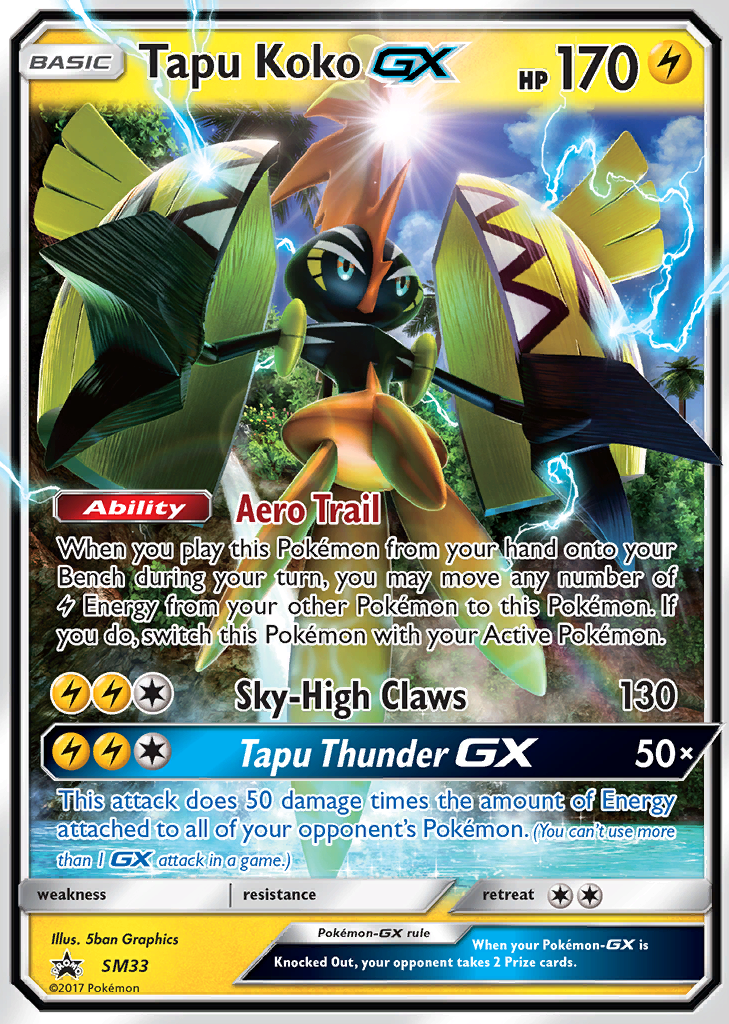 BASIC Tapu Koko GX HP 170
Ability Aero Trail
When you play this Pokémon from your hand onto your
Bench during your turn, you may move any number of
Energy from your other Pokémon to this Pokémon. If
you do, switch this Pokémon with your Active Pokémon.
Sky-High Claws 130
Tapu Thunder GX 50×
This attack does 50 damage times the amount of Energy
attached to all of your opponent's Pokémon. (You can't use more
than 1 GX attack in a game.)
weakness resistance retreat
Illus. 5ban Graphics
PROMO SM33
©2017 Pokémon
Pokémon-GX rule
When your Pokémon-GX is
Knocked Out, your opponent takes 2 Prize cards.